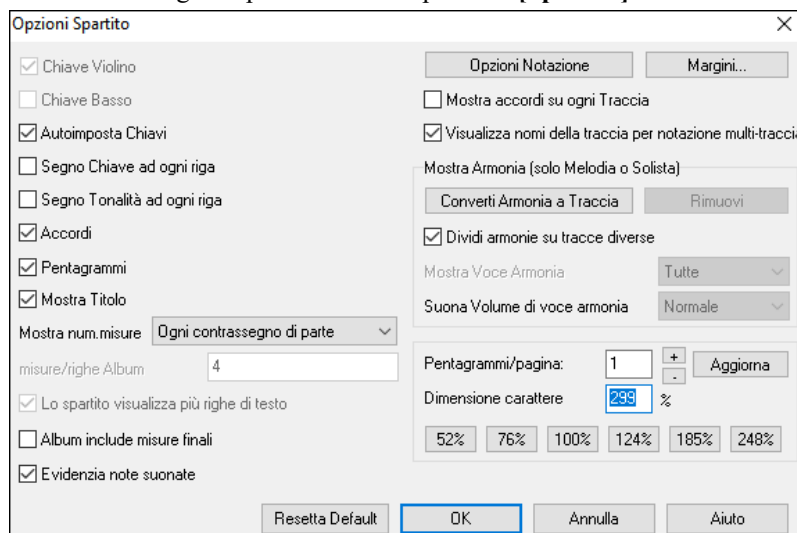 Opzioni Spartito
Chiave Violino
Chiave Basso
Autoimposta Chiavi
Segno Chiave ad ogni riga
Segno Tonalità ad ogni riga
Accordi
Pentagrammi
Mostra Titolo
Mostra num.misure Ogni contrassegno di parte
misure/righe Album 4
Lo spartito visualizza più righe di testo
Album include misure finali
Evidenzia note suonate
Opzioni Notazione Margini...
Mostra accordi su ogni Traccia
Visualizza nomi della traccia per notazione multi-tracci
Mostra Armonia (solo Melodia o Solista)
Converti Armonia a Traccia Rimuovi
Dividi armonie su tracce diverse
Mostra Voce Armonia Tutte
Suona Volume di voce armonia Normale
Pentagrammi/pagina: 1 + - Aggiorna
Dimensione carattere 299 %
52% 76% 100% 124% 185% 248%
Resetta Default OK Annulla Aiuto